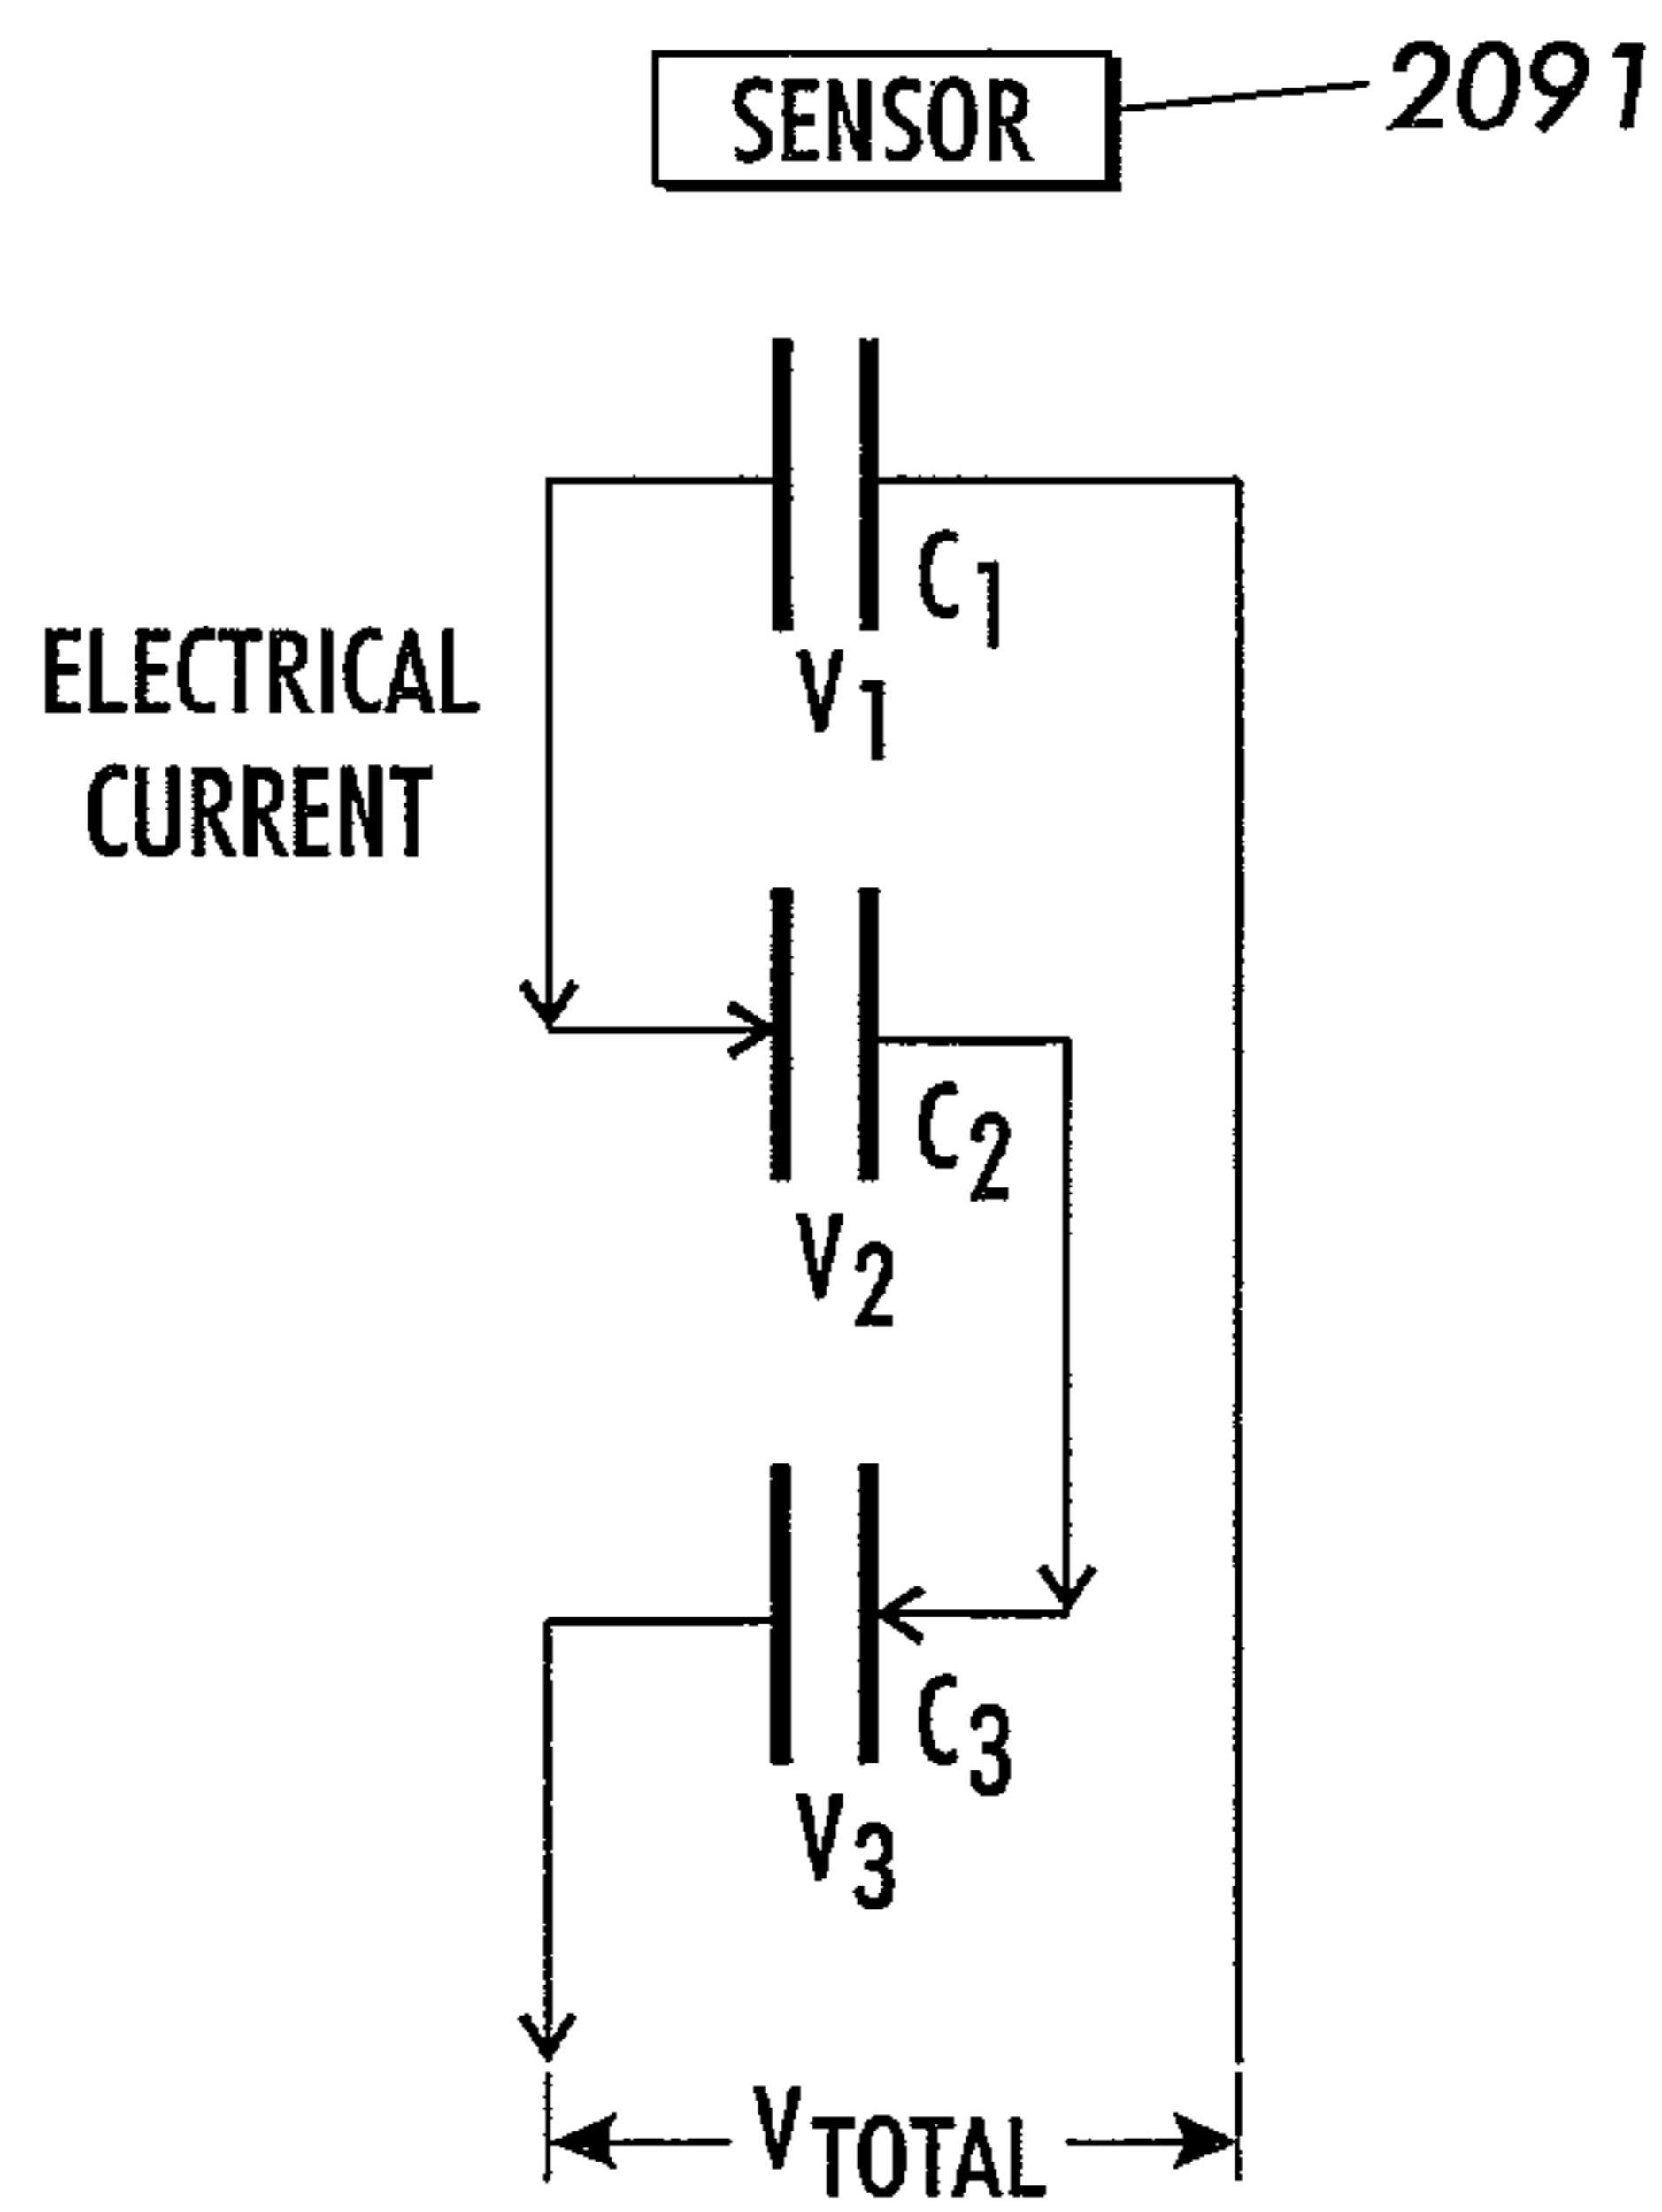 SENSOR 2091
C1
V1
ELECTRICAL
CURRENT
C2
V2
C3
V3
VTOTAL